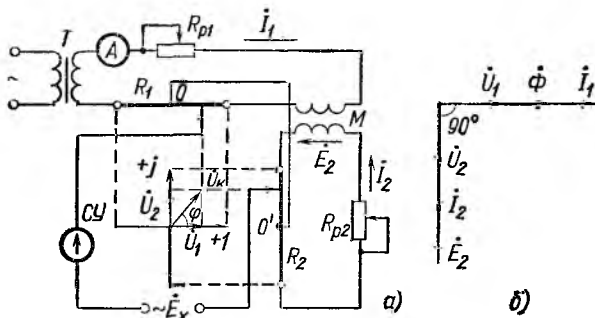 T
A
R_p1
İ_1
R_1
0
M
Ė_2
İ_2
+j
U̇_2
U̇_к
φ
U̇_1
+1
СУ
0'
R_2
R_p2
~
~Ė_x
а)
U̇_1 Φ̇ İ_1
90°
U̇_2
İ_2
Ė_2
б)